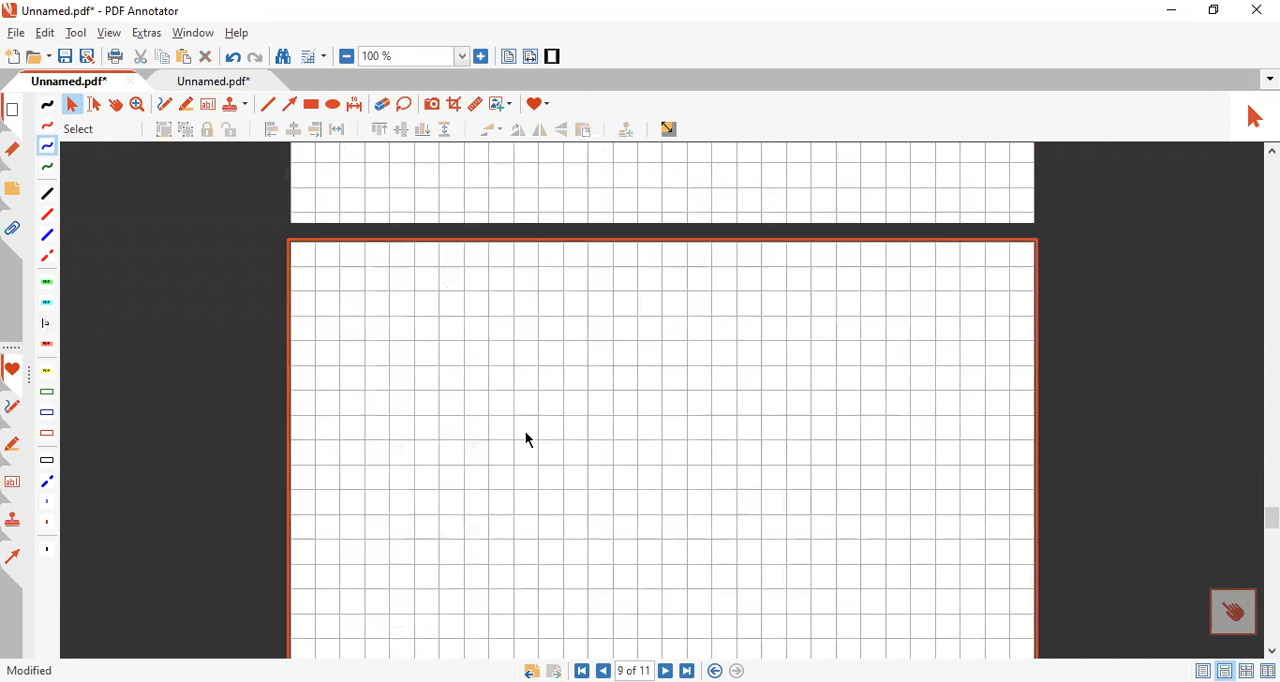 Unnamed.pdf* - PDF Annotator
File Edit Tool View Extras Window Help
100 %
Unnamed.pdf* Unnamed.pdf*
Select
Modified
9 of 11